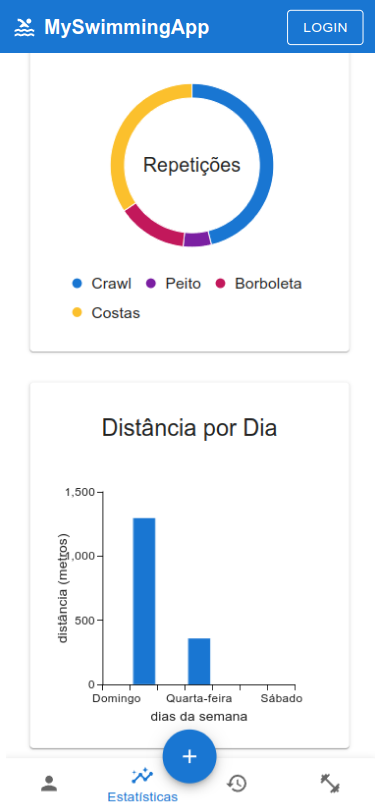 MySwimmingApp
LOGIN
Repetições
Crawl Peito Borboleta
Costas
Distância por Dia
1,500
1,000
500
0
distância (metros)
Domingo Quarta-feira Sábado
dias da semana
+
Estatísticas